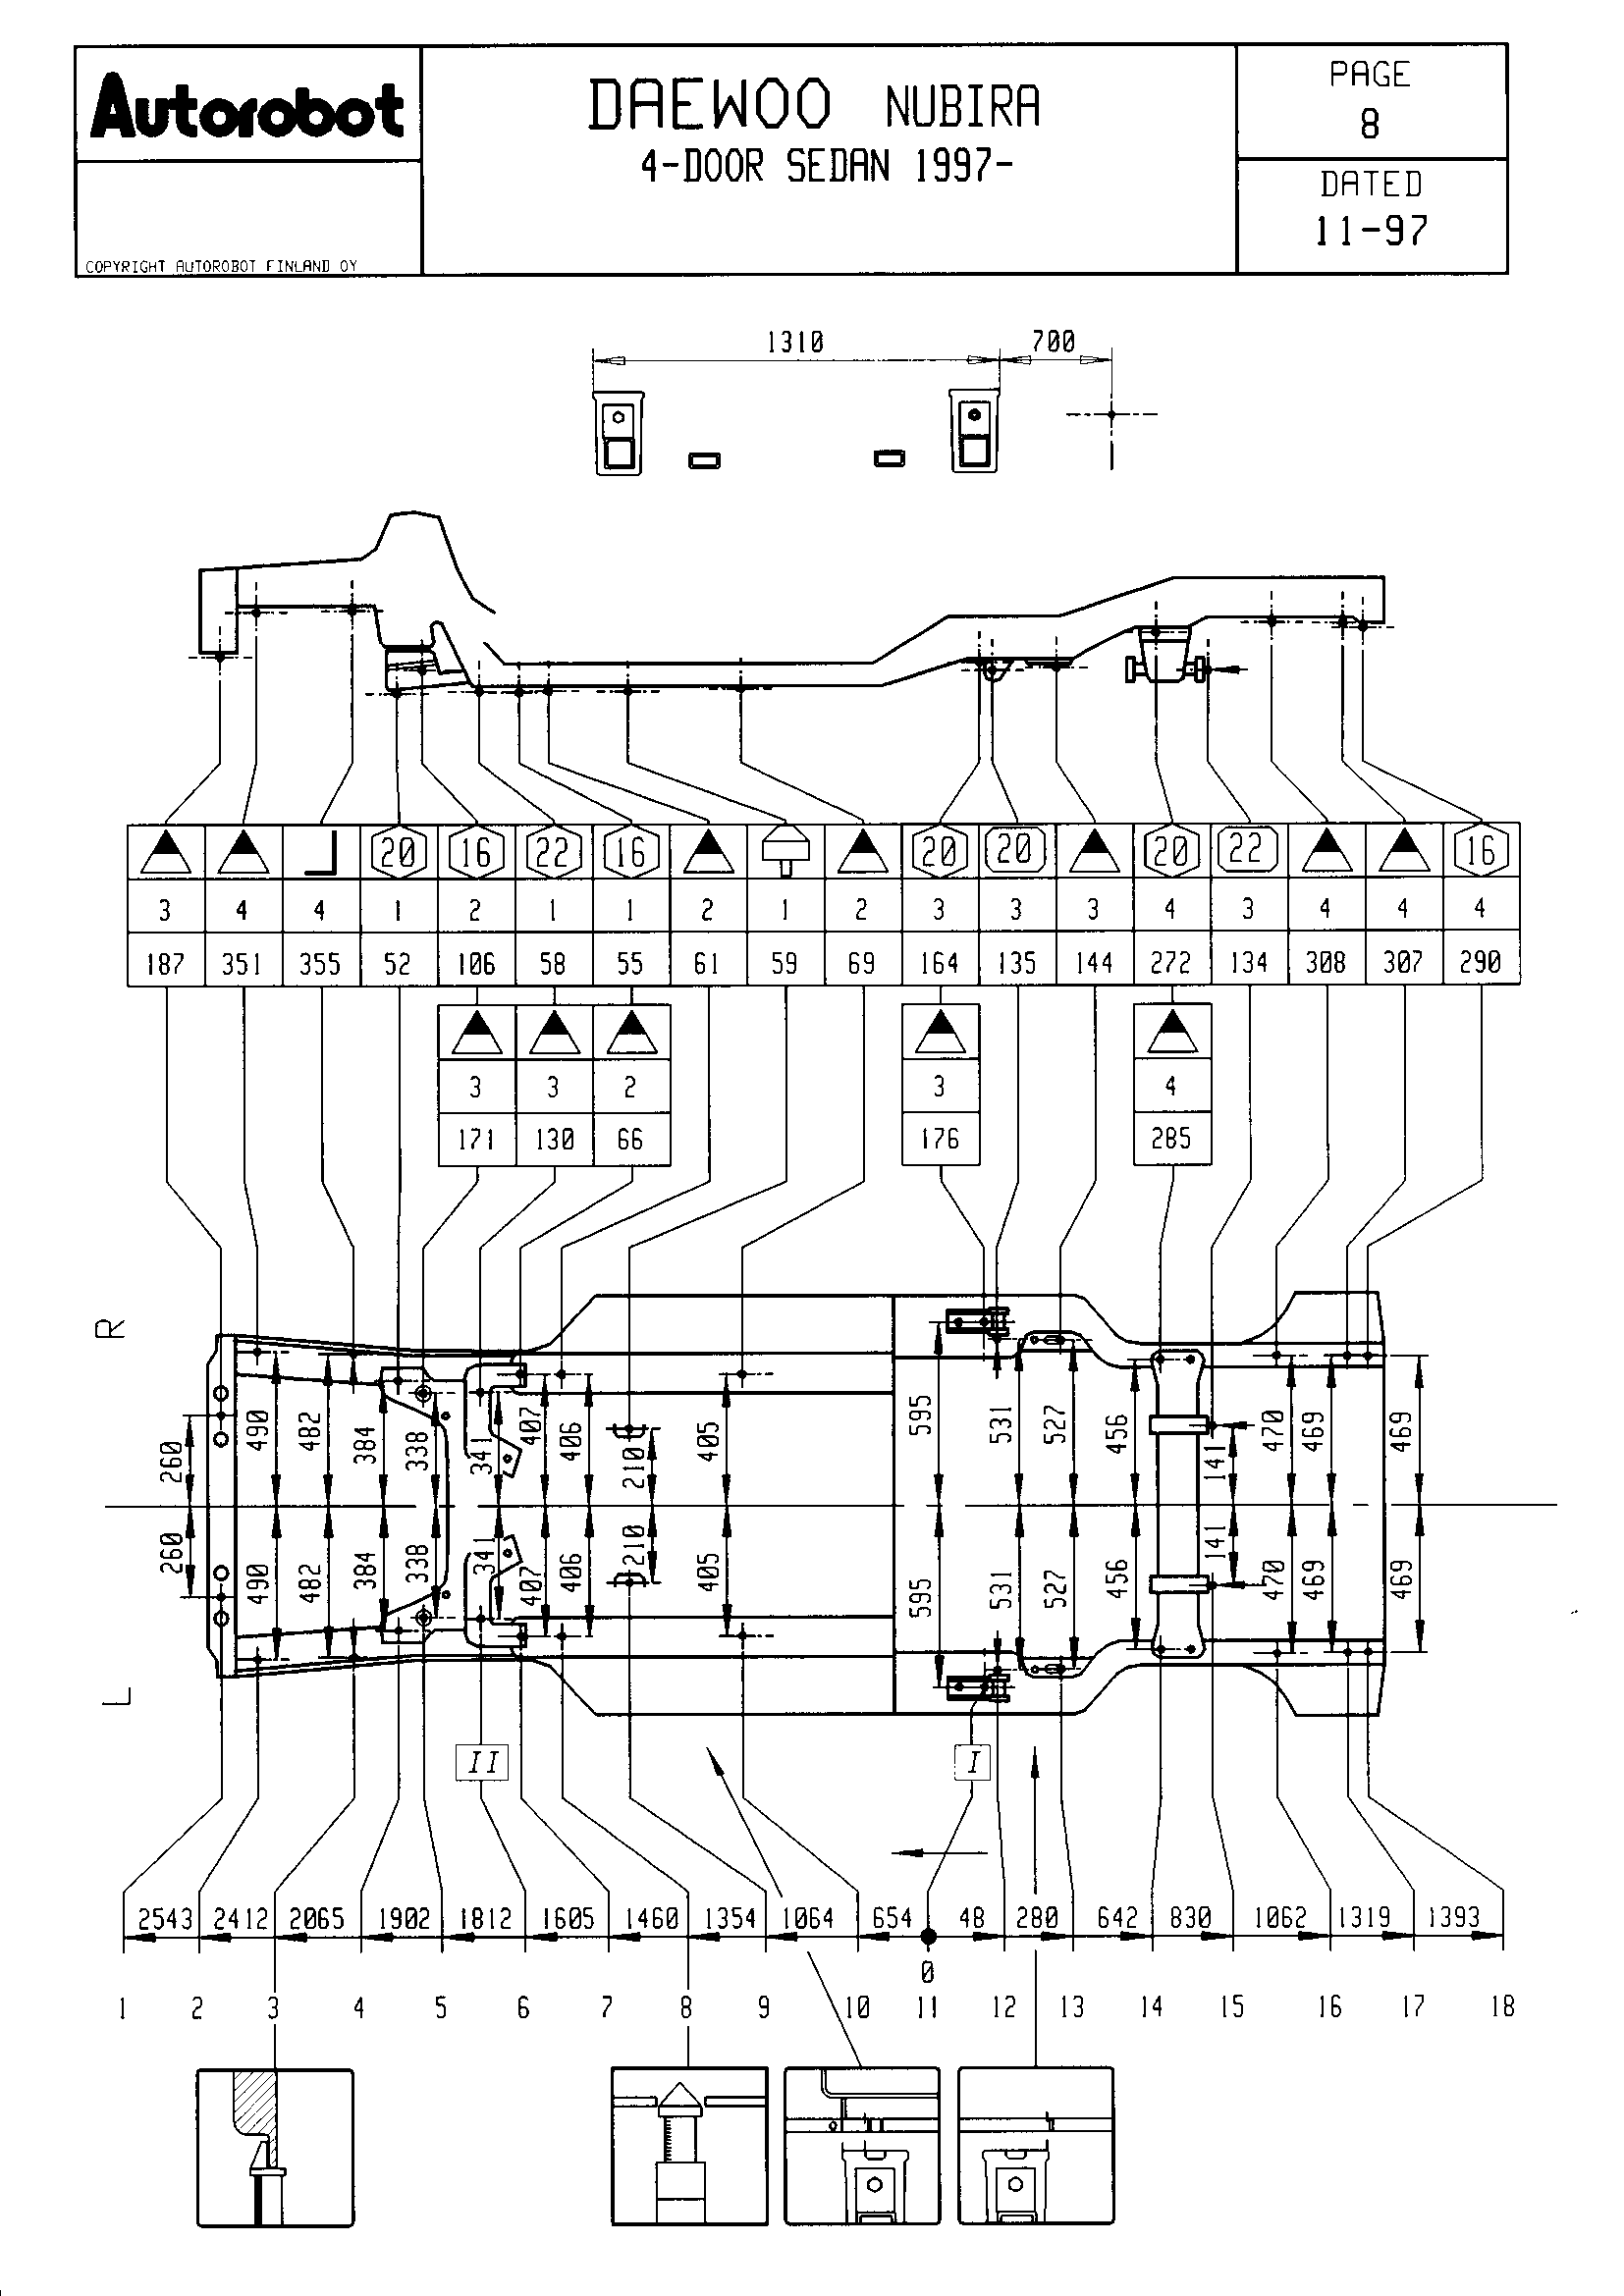 Autorobot
COPYRIGHT AUTOROBOT FINLAND OY
DAEWOO NUBIRA
4-DOOR SEDAN 1997-
PAGE
8
DATED
11-97
1310 700
20 16 22 16 20 20 20 22 16
3 4 4 1 2 1 1 2 1 2 3 3 3 4 3 4 4 4
187 351 355 52 106 58 55 61 59 69 164 135 144 272 134 308 307 290
3 3 2 3 4
171 130 66 176 285
R
260 490 482 384 338 341 407 406 210 405 595 531 527 456 141 470 469 469
260 490 482 384 338 341 407 406 210 405 595 531 527 456 141 470 469 469
L
II I
2543 2412 2065 1902 1812 1605 1460 1354 1064 654 48 280 642 830 1062 1319 1393
0
1 2 3 4 5 6 7 8 9 10 11 12 13 14 15 16 17 18